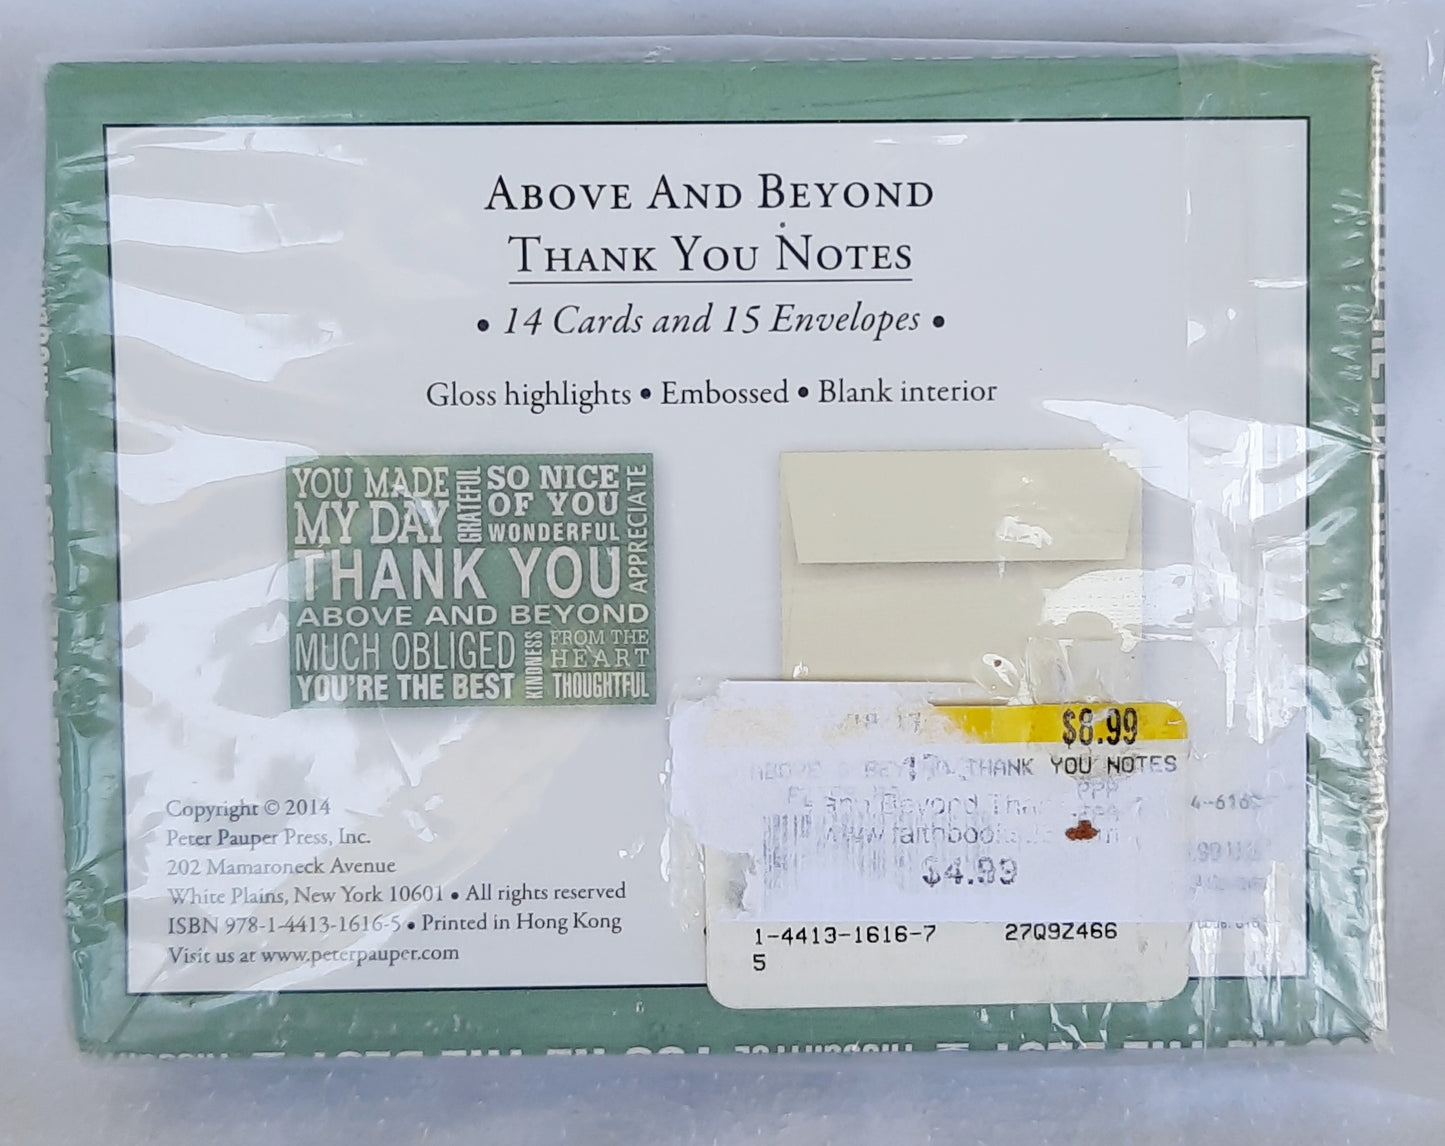 ABOVE AND BEYOND
THANK YOU NOTES
• 14 Cards and 15 Envelopes •
Gloss highlights • Embossed • Blank interior
YOU MADE
MY DAY
GRATEFUL
SO NICE
OF YOU
WONDERFUL
APPRECIATE
THANK YOU
ABOVE AND BEYOND
MUCH OBLIGED
KINDNESS
FROM THE
HEART
YOU'RE THE BEST
THOUGHTFUL
Copyright © 2014
Peter Pauper Press, Inc.
202 Mamaroneck Avenue
White Plains, New York 10601 • All rights reserved
ISBN 978-1-4413-1616-5 • Printed in Hong Kong
Visit us at www.peterpauper.com
$8.99
THANK YOU NOTES
PPP
$4.99
1-4413-1616-7 27Q9Z466
5